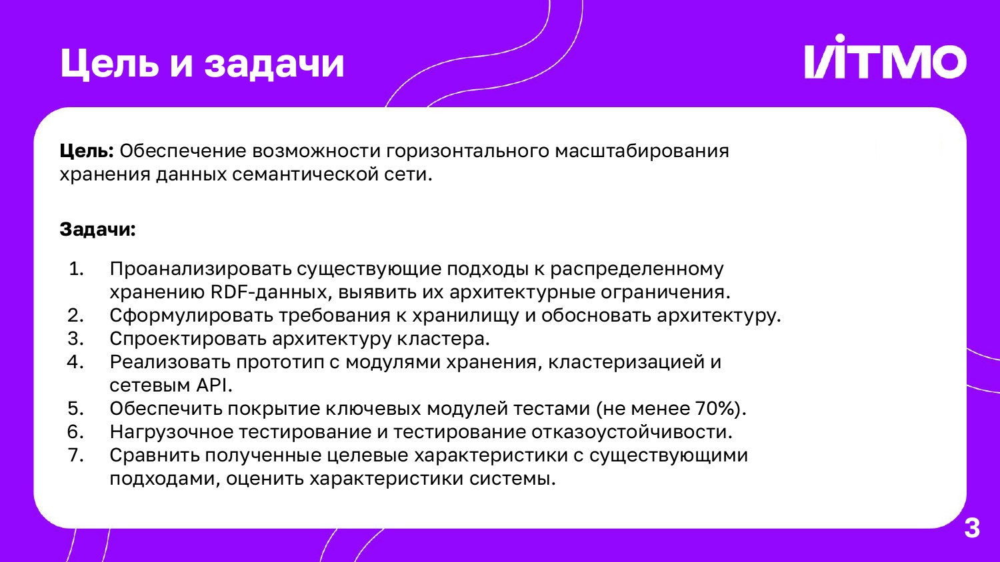 Цель и задачи
ИТМО
Цель: Обеспечение возможности горизонтального масштабирования
хранения данных семантической сети.
Задачи:
1. Проанализировать существующие подходы к распределенному
хранению RDF-данных, выявить их архитектурные ограничения.
2. Сформулировать требования к хранилищу и обосновать архитектуру.
3. Спроектировать архитектуру кластера.
4. Реализовать прототип с модулями хранения, кластеризацией и
сетевым API.
5. Обеспечить покрытие ключевых модулей тестами (не менее 70%).
6. Нагрузочное тестирование и тестирование отказоустойчивости.
7. Сравнить полученные целевые характеристики с существующими
подходами, оценить характеристики системы.
3